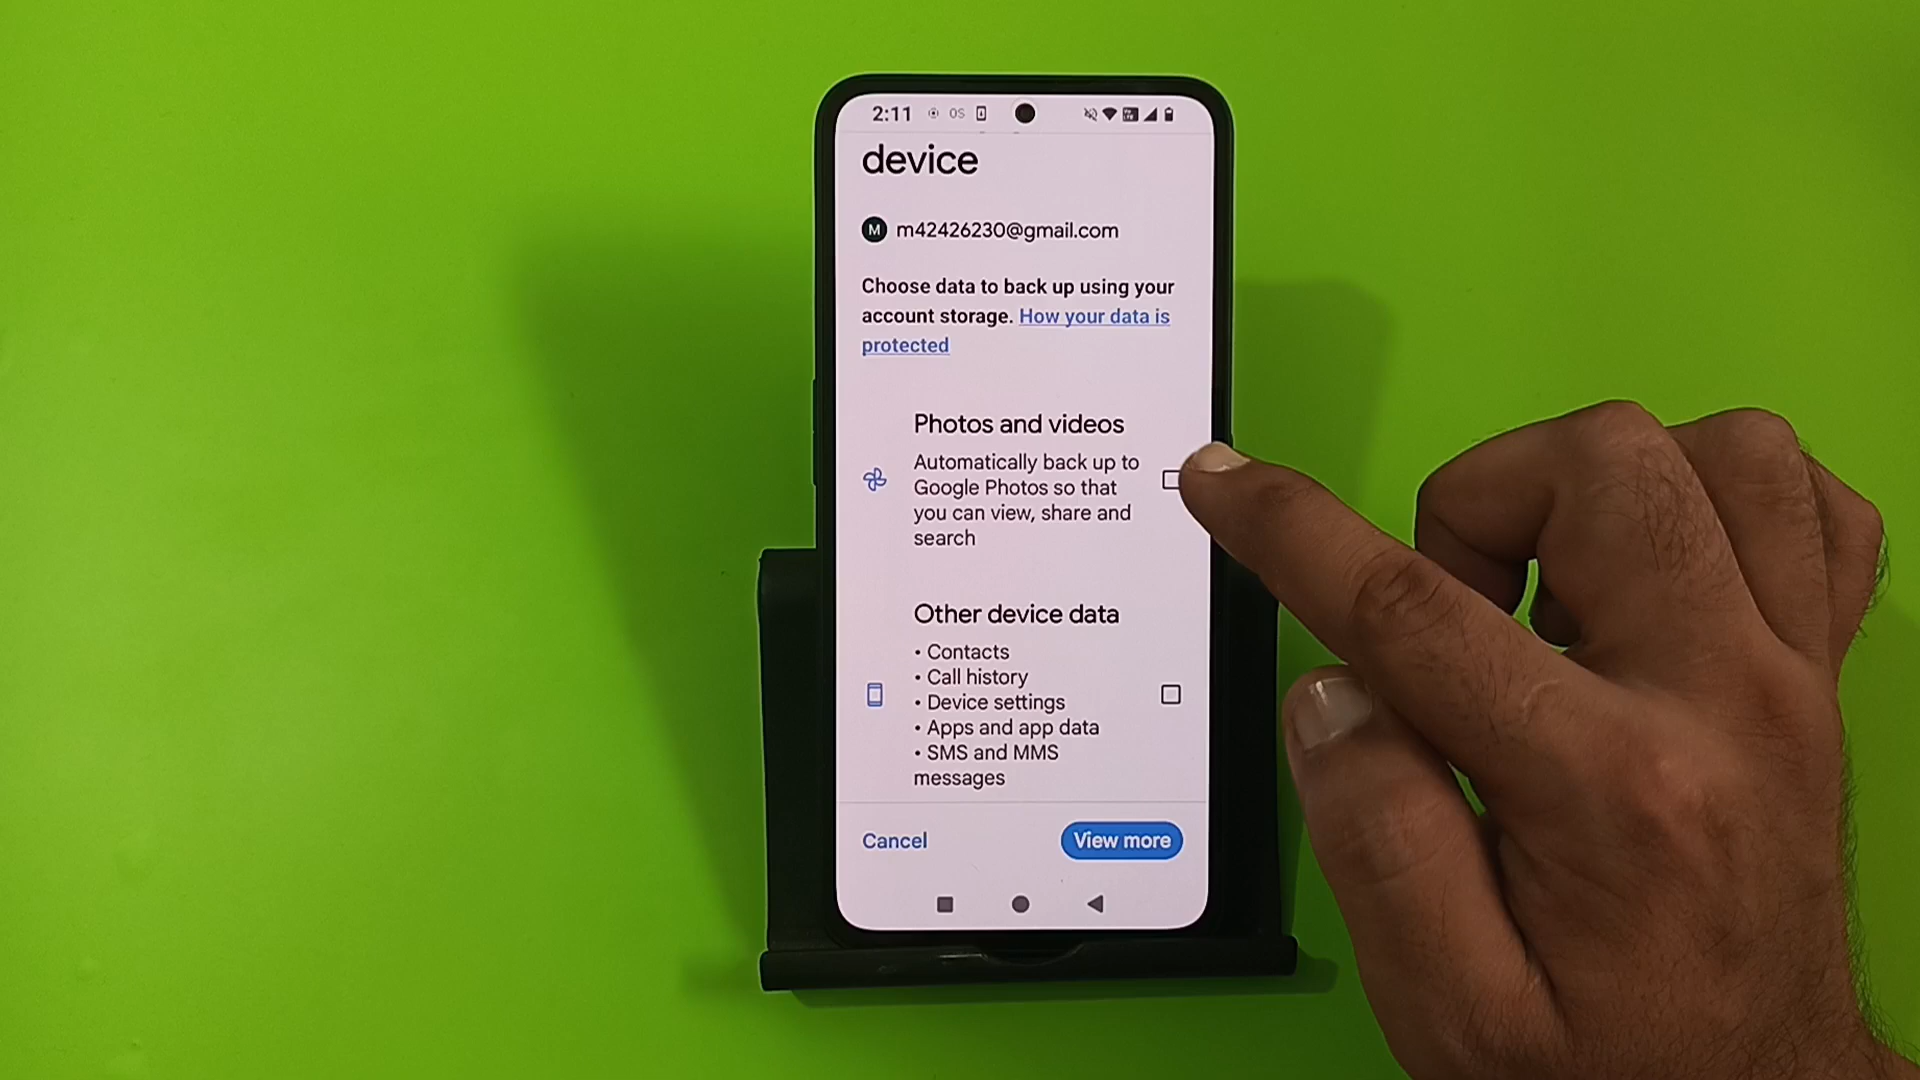 2:11 OS
device
M m42426230@gmail.com
Choose data to back up using your
account storage. How your data is
protected
Photos and videos
Automatically back up to
Google Photos so that
you can view, share and
search
Other device data
• Contacts
• Call history
• Device settings
• Apps and app data
• SMS and MMS
messages
Cancel View more